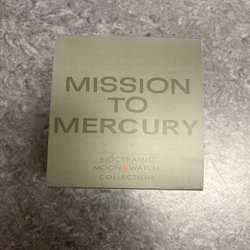 MISSION
TO
MERCURY
BIOCERAMIC
MOONSWATCH
COLLECTION